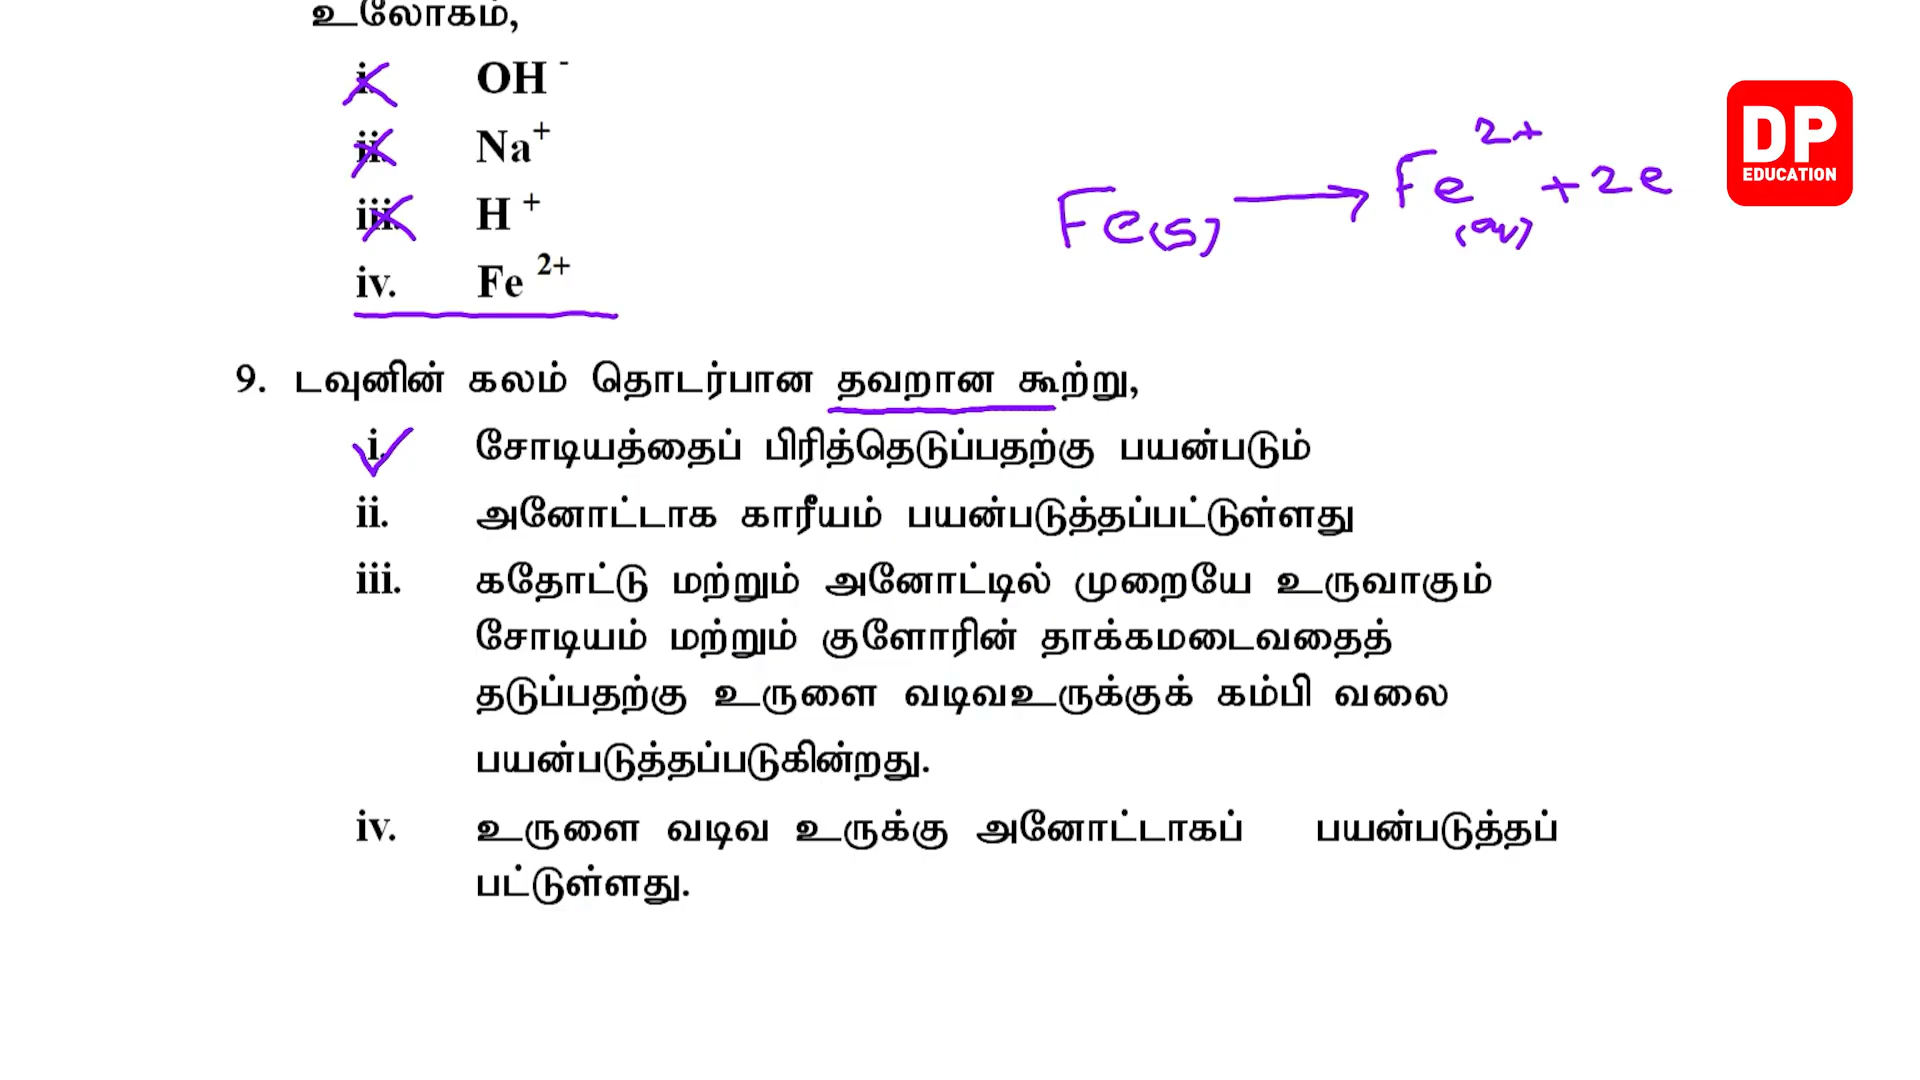 உலோகம்,
i. OH -
ii. Na+
iii. H +
iv. Fe 2+
Fe(s) → Fe2+(aq) + 2e
DP
EDUCATION
9. டவுனின் கலம் தொடர்பான தவறான கூற்று,
i. சோடியத்தைப் பிரித்தெடுப்பதற்கு பயன்படும்
ii. அனோட்டாக காரீயம் பயன்படுத்தப்பட்டுள்ளது
iii. கதோட்டு மற்றும் அனோட்டில் முறையே உருவாகும்
சோடியம் மற்றும் குளோரின் தாக்கமடைவதைத்
தடுப்பதற்கு உருளை வடிவஉருக்குக் கம்பி வலை
பயன்படுத்தப்படுகின்றது.
iv. உருளை வடிவ உருக்கு அனோட்டாகப் பயன்படுத்தப்
பட்டுள்ளது.